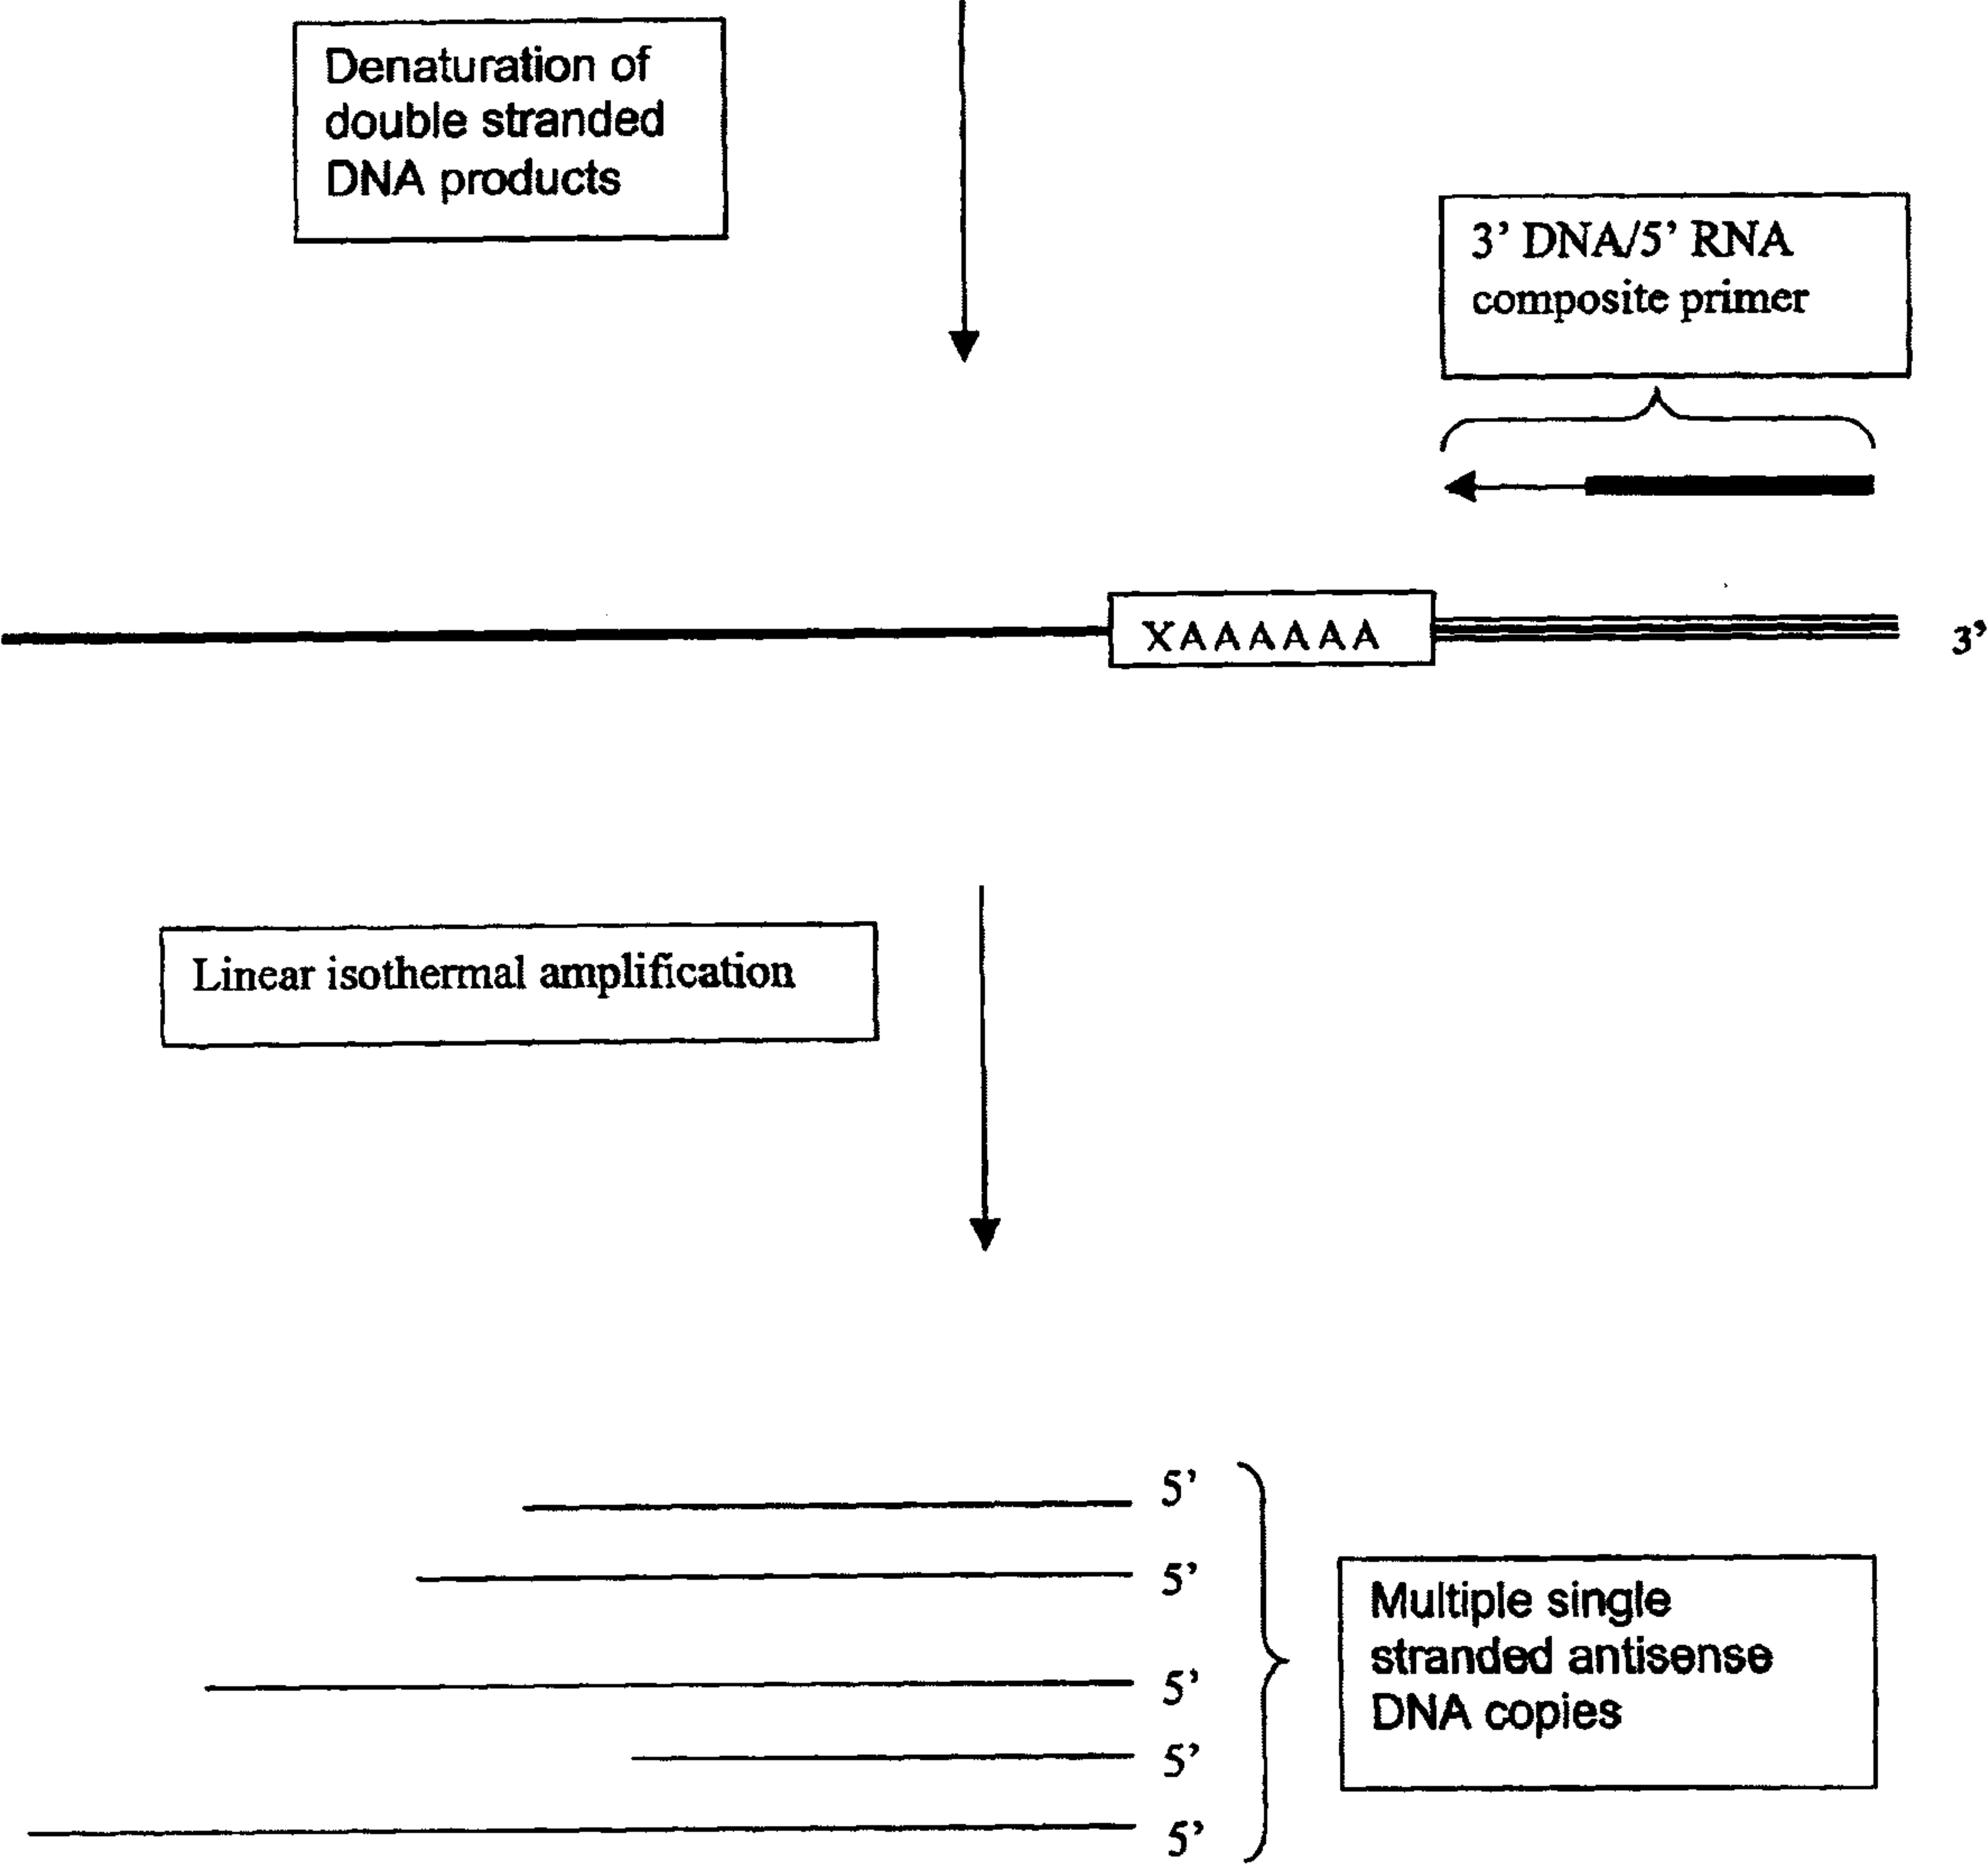 Denaturation of
double stranded
DNA products
3’ DNA/5’ RNA
composite primer
XAAAAAA
3’
Linear isothermal amplification
5’
5’
5’
5’
5’
Multiple single
stranded antisense
DNA copies